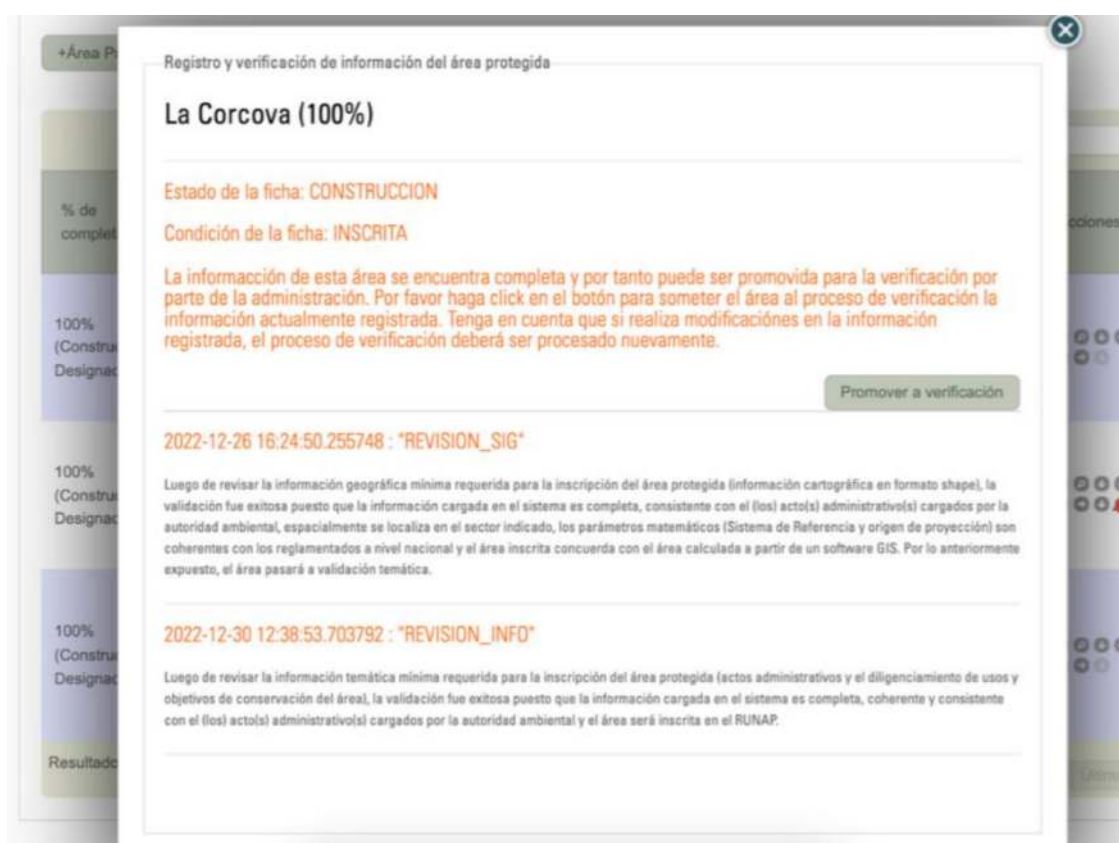 +Área P
Registro y verificación de información del área protegida
La Corcova (100%)
Estado de la ficha: CONSTRUCCION
Condición de la ficha: INSCRITA
La informacción de esta área se encuentra completa y por tanto puede ser promovida para la verificación por
parte de la administración. Por favor haga click en el botón para someter el área al proceso de verificación la
información actualmente registrada. Tenga en cuenta que si realiza modificaciónes en la información
registrada, el proceso de verificación deberá ser procesado nuevamente.
Promover a verificación
2022-12-26 16:24:50.255748 : "REVISION_SIG"
Luego de revisar la información geográfica mínima requerida para la inscripción del área protegida (información cartográfica en formato shape), la
validación fue exitosa puesto que la información cargada en el sistema es completa, consistente con el (los) acto(s) administrativo(s) cargados por la
autoridad ambiental, espacialmente se localiza en el sector indicado, los parámetros matemáticos (Sistema de Referencia y origen de proyección) son
coherentes con los reglamentados a nivel nacional y el área inscrita concuerda con el área calculada a partir de un software GIS. Por lo anteriormente
expuesto, el área pasará a validación temática.
2022-12-30 12:38:53.703792 : "REVISION_INFO"
Luego de revisar la información temática mínima requerida para la inscripción del área protegida (actos administrativos y el diligenciamiento de usos y
objetivos de conservación del área), la validación fue exitosa puesto que la información cargada en el sistema es completa, coherente y consistente
con el (los) acto(s) administrativo(s) cargados por la autoridad ambiental y el área será inscrita en el RUNAP.
% de
complet
cciones
100%
(Constru
Designad
100%
(Constru
Designad
100%
(Constru
Designad
Resultado